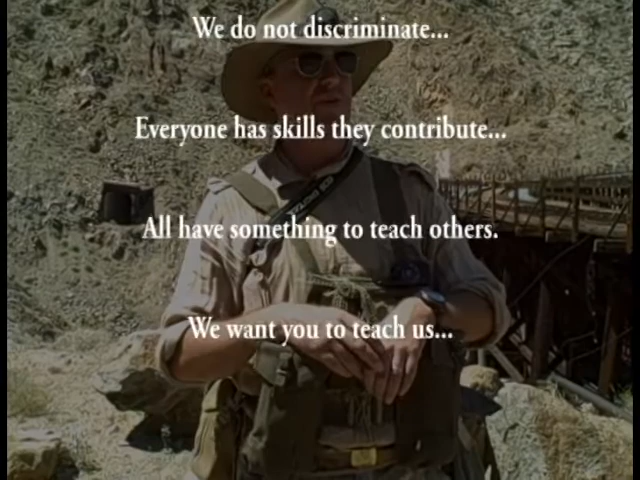 We do not discriminate...
Everyone has skills they contribute...
All have something to teach others.
We want you to teach us...